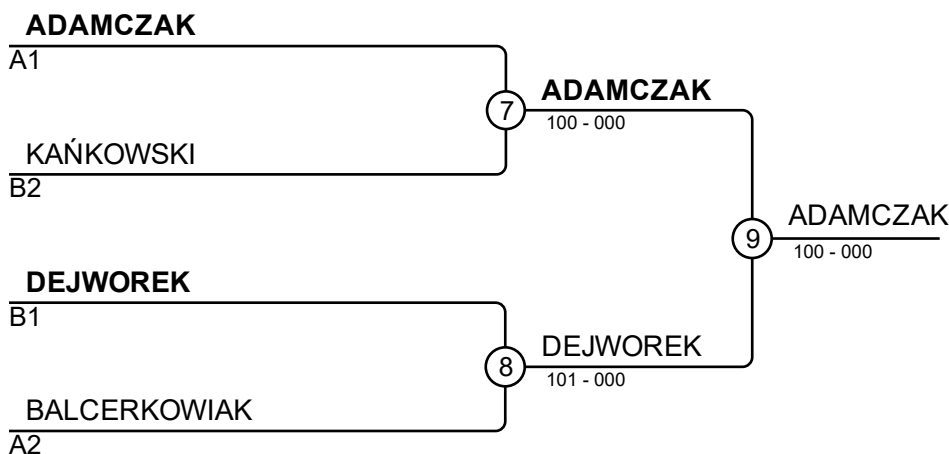 ADAMCZAK
A1
7
ADAMCZAK
100 - 000
KAŃKOWSKI
B2
9
ADAMCZAK
100 - 000
DEJWOREK
B1
8
DEJWOREK
101 - 000
BALCERKOWIAK
A2